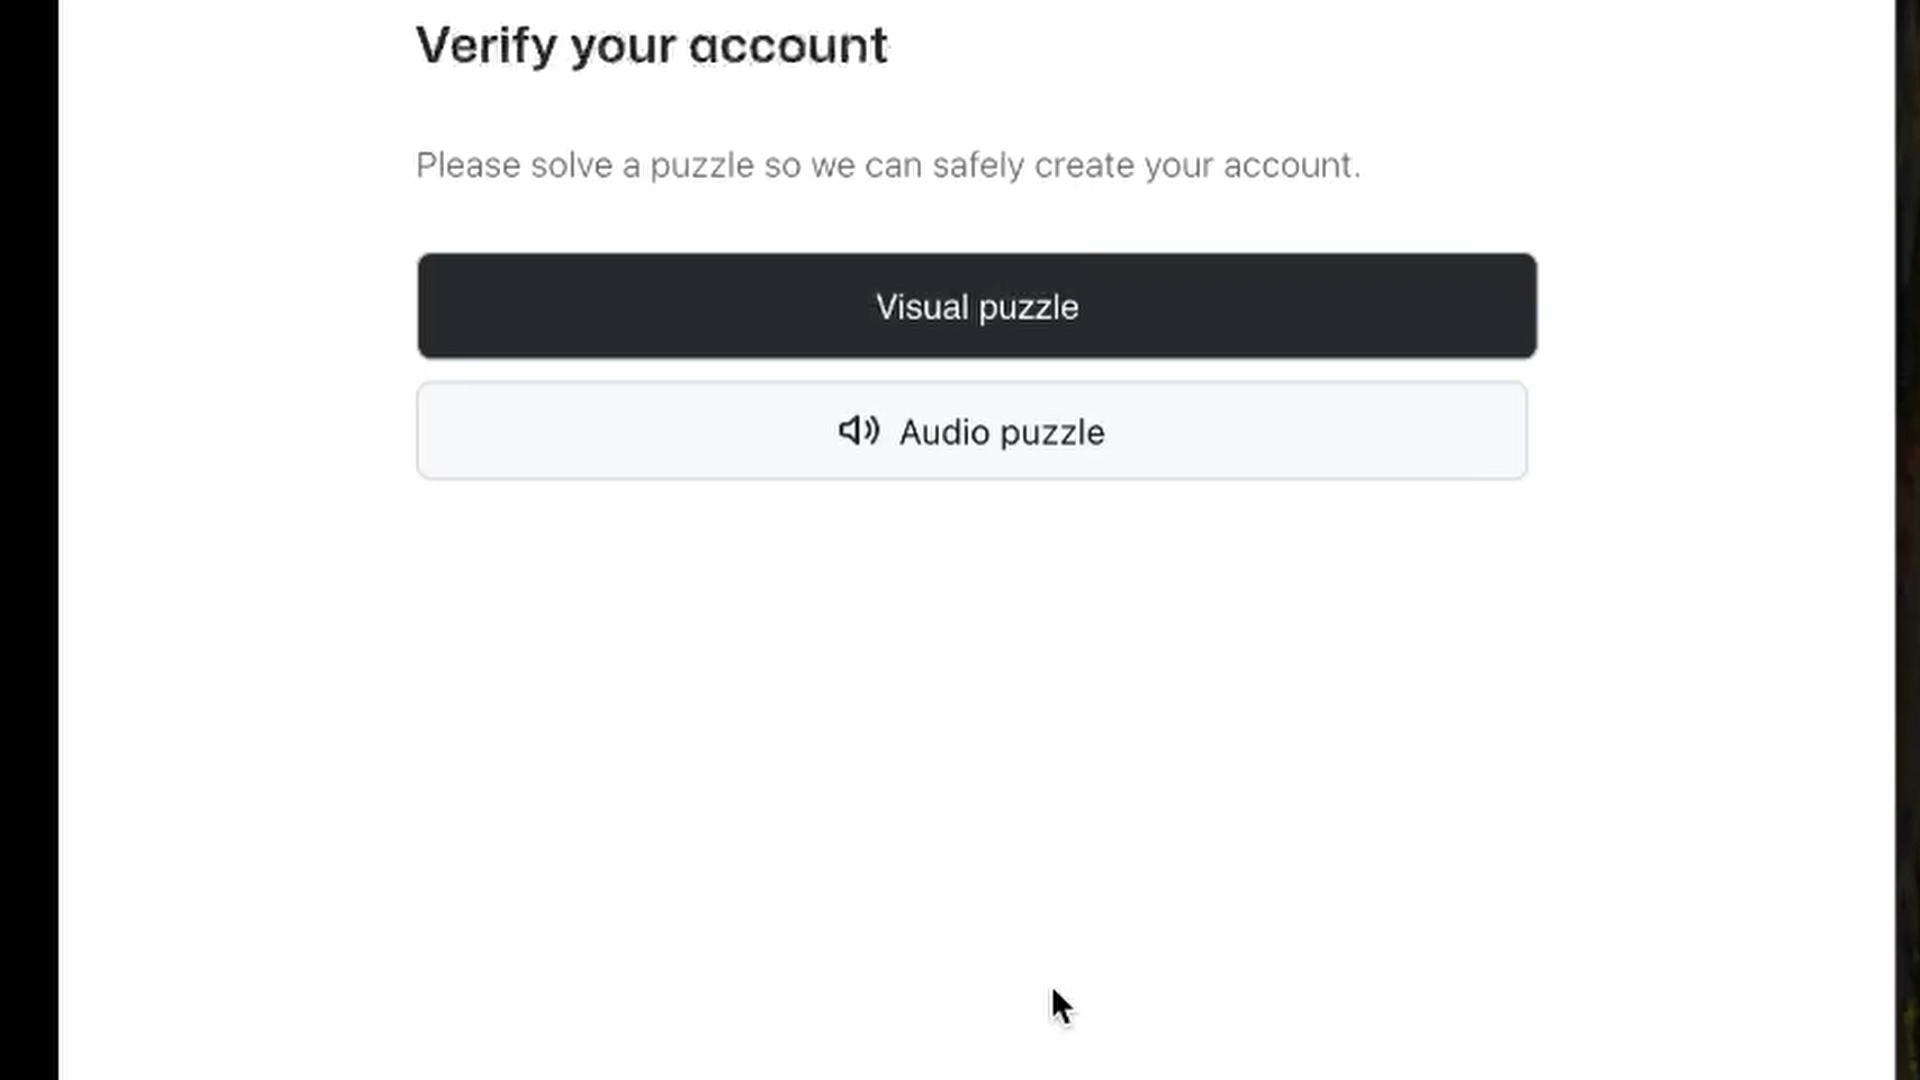 Verify your account
Please solve a puzzle so we can safely create your account.
Visual puzzle
Audio puzzle